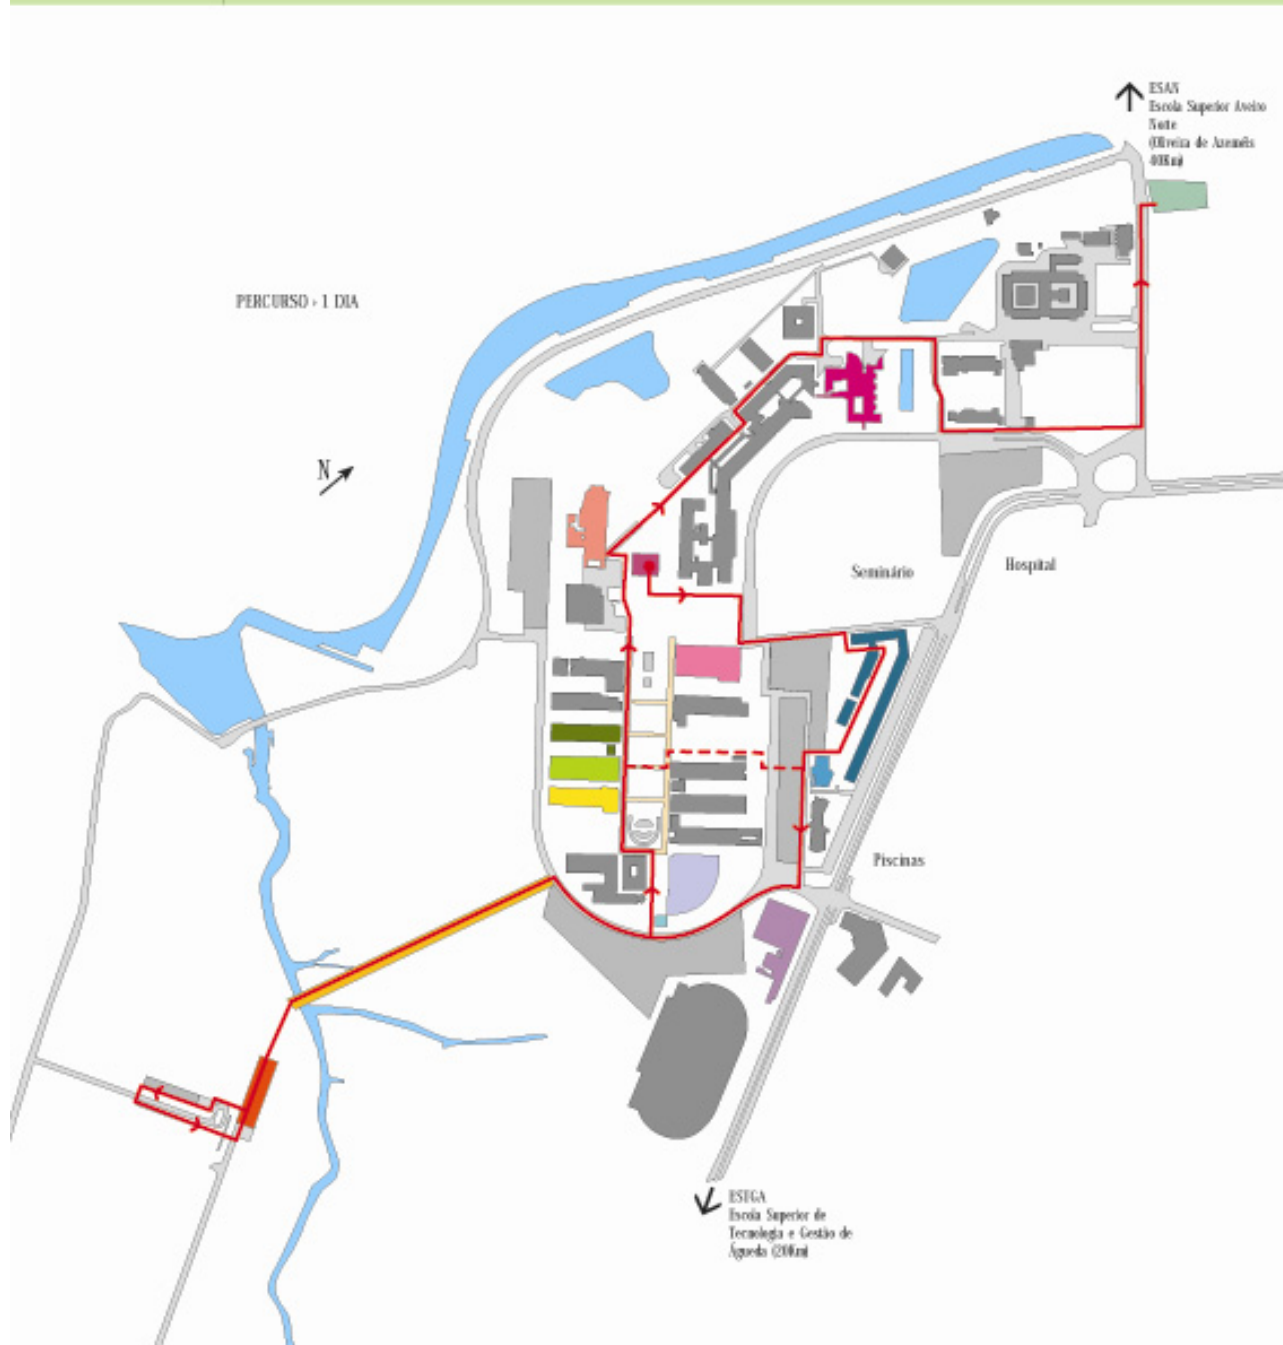 ESAN
Escola Superior Aveiro
Norte
(Oliveira de Azeméis
40Km)
PERCURSO › 1 DIA
N
Seminário
Hospital
Piscinas
ESTGA
Escola Superior de
Tecnologia e Gestão de
Águeda (20Km)